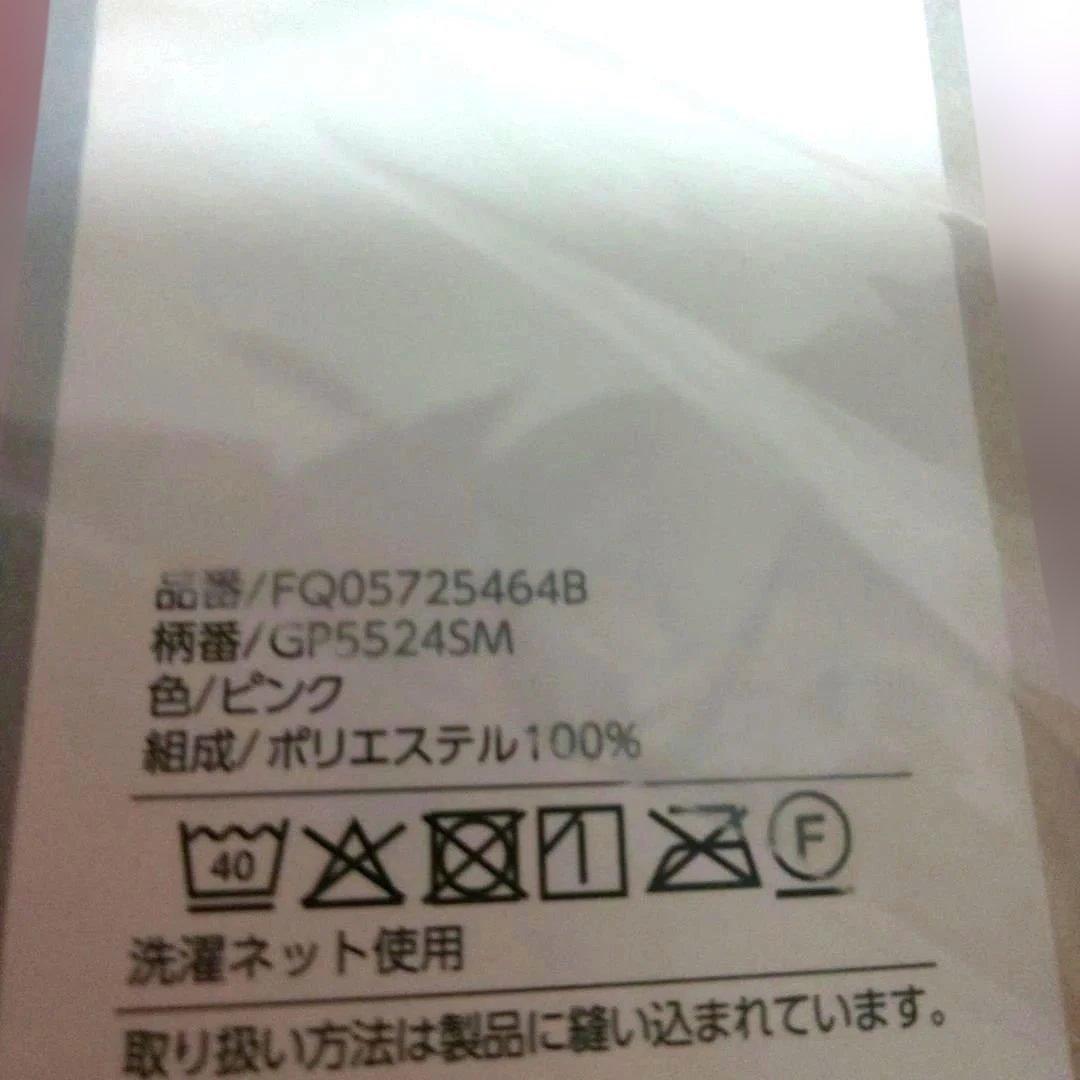 品番/FQ05725464B
柄番/GP5524SM
色/ピンク
組成/ポリエステル100%
40 F
洗濯ネット使用
取り扱い方法は製品に縫い込まれています。